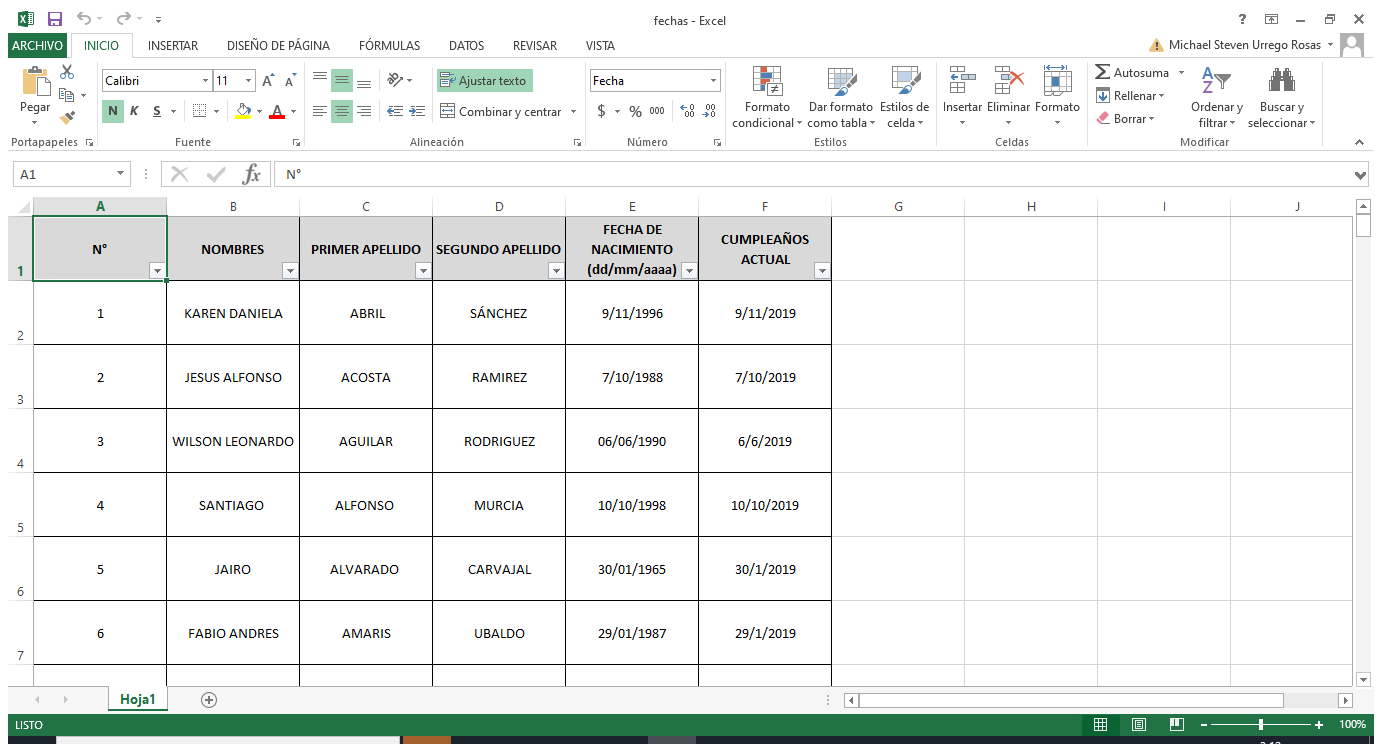 fechas - Excel
?
ARCHIVO INICIO INSERTAR DISEÑO DE PÁGINA FÓRMULAS DATOS REVISAR VISTA Michael Steven Urrego Rosas
Pegar
Portapapeles
Calibri 11 A A
N K S A
Fuente
Ajustar texto
Combinar y centrar
Alineación
Fecha
$ % 000 ,00 ,00
Número
Formato condicional
Dar formato como tabla
Estilos de celda
Estilos
Insertar Eliminar Formato
Celdas
Autosuma
Rellenar
Borrar
Ordenar y filtrar
Buscar y seleccionar
Modificar
A1 fx N°
A B C D E F G H I J
1 N° NOMBRES PRIMER APELLIDO SEGUNDO APELLIDO FECHA DE NACIMIENTO (dd/mm/aaaa) CUMPLEAÑOS ACTUAL
2 1 KAREN DANIELA ABRIL SÁNCHEZ 9/11/1996 9/11/2019
3 2 JESUS ALFONSO ACOSTA RAMIREZ 7/10/1988 7/10/2019
4 3 WILSON LEONARDO AGUILAR RODRIGUEZ 06/06/1990 6/6/2019
5 4 SANTIAGO ALFONSO MURCIA 10/10/1998 10/10/2019
6 5 JAIRO ALVARADO CARVAJAL 30/01/1965 30/1/2019
7 6 FABIO ANDRES AMARIS UBALDO 29/01/1987 29/1/2019
Hoja1
LISTO 100%